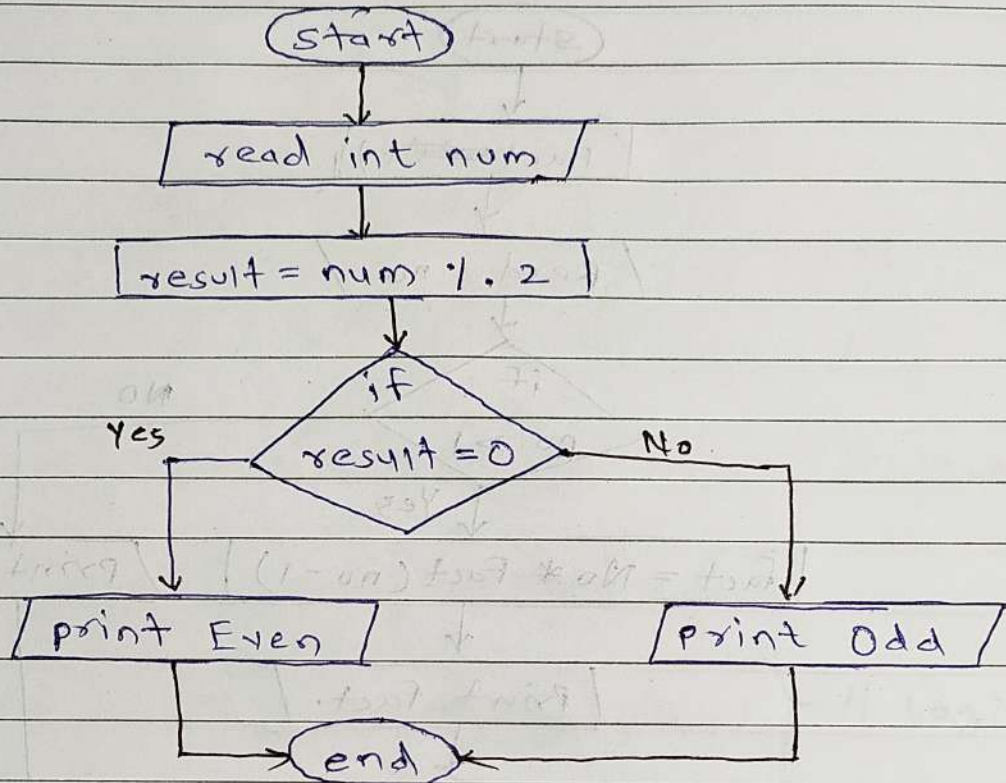 start
read int num
result = num %. 2
if
Yes
result = 0
No
print Even
print Odd
end